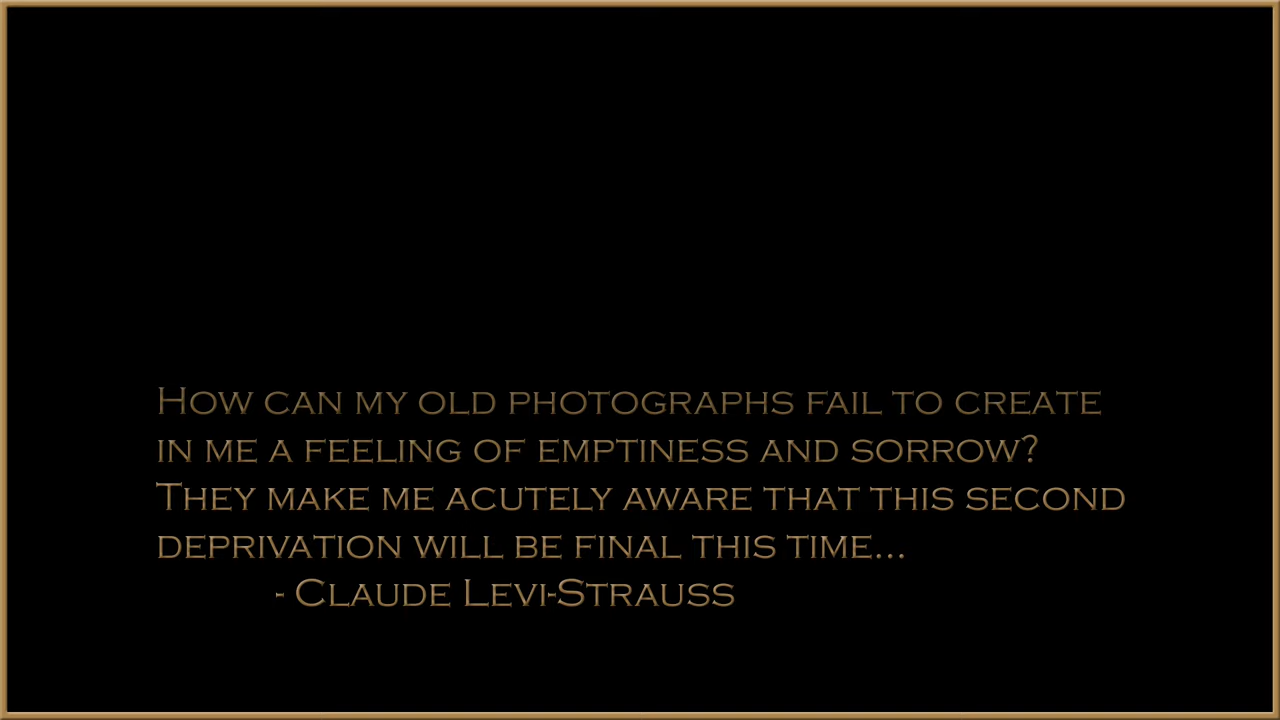 How can my old photographs fail to create
in me a feeling of emptiness and sorrow?
They make me acutely aware that this second
deprivation will be final this time...
- Claude Levi-Strauss